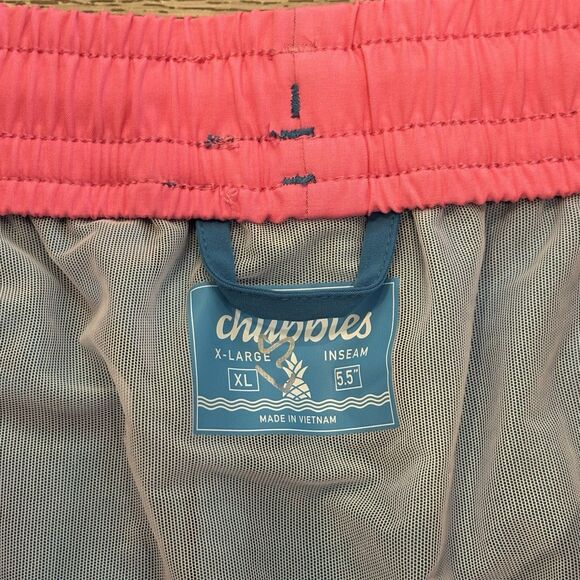 chubbies
X-LARGE INSEAM
XL 5.5"
MADE IN VIETNAM